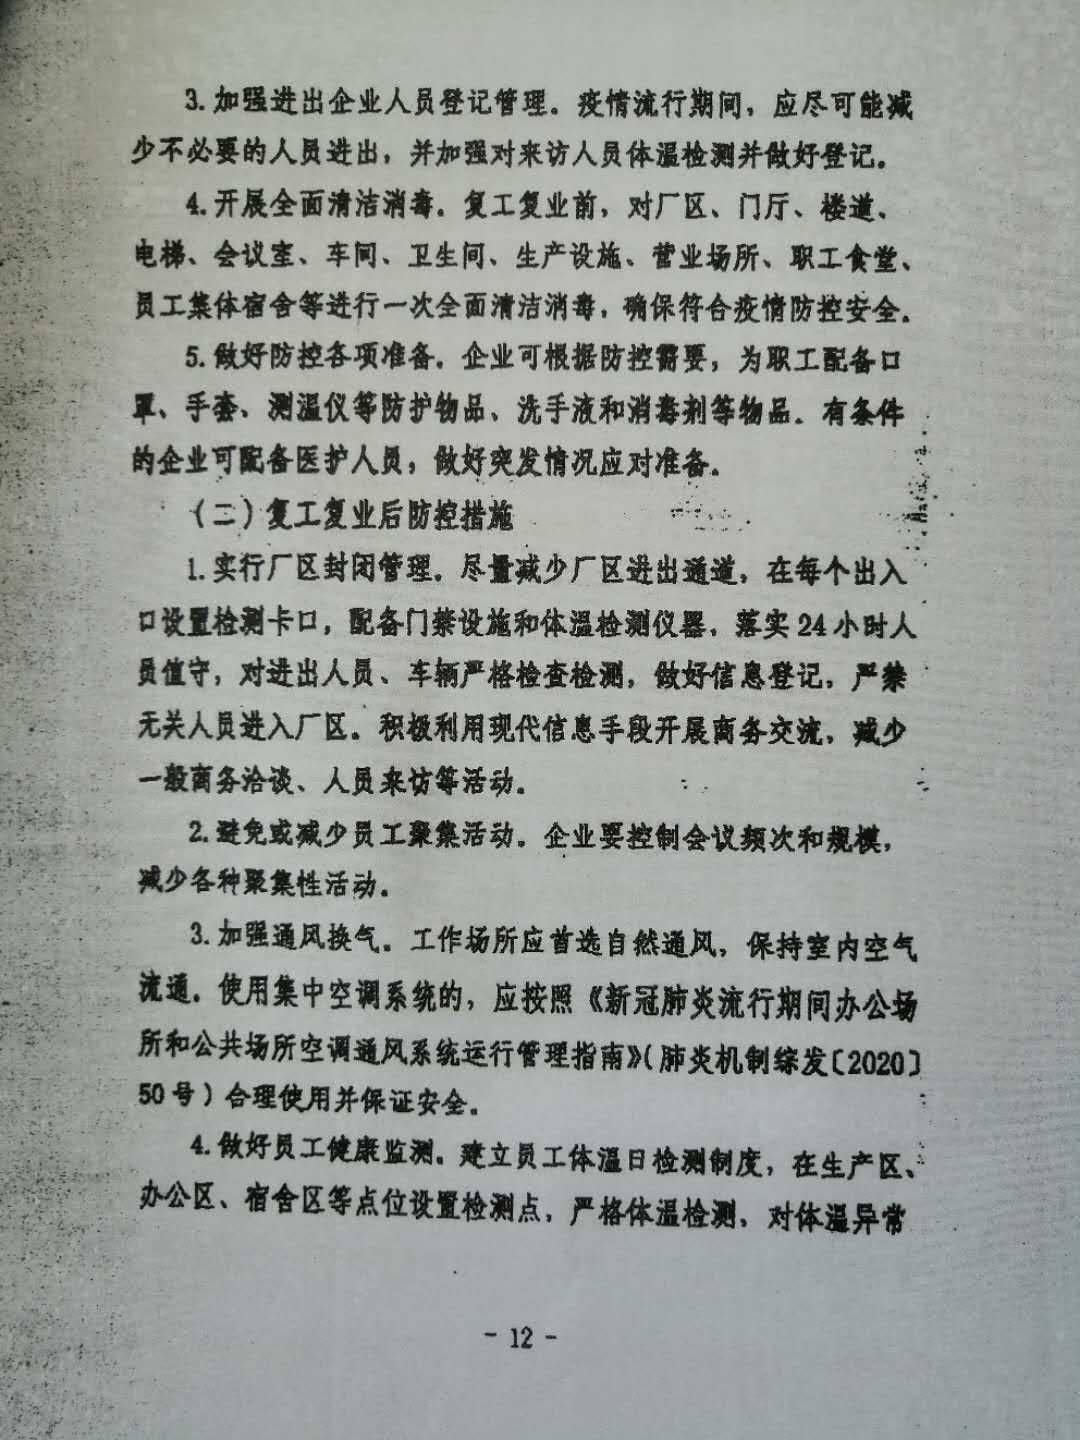 3.加强进出企业人员登记管理。疫情流行期间，应尽可能减
少不必要的人员进出，并加强对来访人员体温检测并做好登记。
4.开展全面清洁消毒。复工复业前，对厂区、门厅、楼道、
电梯、会议室、车间、卫生间、生产设施、营业场所、职工食堂、
员工集体宿舍等进行一次全面清洁消毒，确保符合疫情防控安全。
5.做好防控各项准备。企业可根据防控需要，为职工配备口
罩、手套、测温仪等防护物品、洗手液和消毒剂等物品。有条件
的企业可配备医护人员，做好突发情况应对准备。
（二）复工复业后防控措施
1.实行厂区封闭管理。尽量减少厂区进出通道，在每个出入
口设置检测卡口，配备门禁设施和体温检测仪器，落实24小时人
员值守，对进出人员、车辆严格检查检测，做好信息登记，严禁
无关人员进入厂区。积极利用现代信息手段开展商务交流，减少
一般商务洽谈、人员来访等活动。
2.避免或减少员工聚集活动。企业要控制会议频次和规模，
减少各种聚集性活动。
3.加强通风换气。工作场所应首选自然通风，保持室内空气
流通。使用集中空调系统的，应按照《新冠肺炎流行期间办公场
所和公共场所空调通风系统运行管理指南》（肺炎机制综发〔2020〕
50号）合理使用并保证安全。
4.做好员工健康监测。建立员工体温日检测制度，在生产区、
办公区、宿舍区等点位设置检测点，严格体温检测，对体温异常
- 12 -